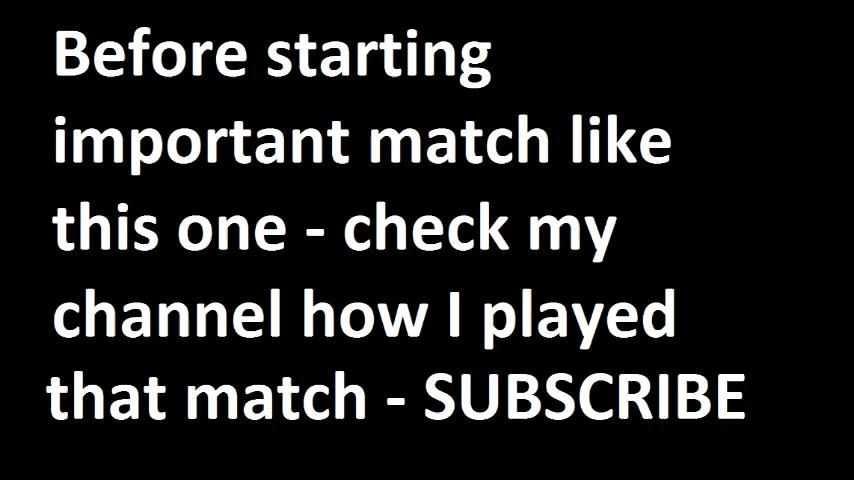 Before starting
important match like
this one - check my
channel how I played
that match - SUBSCRIBE